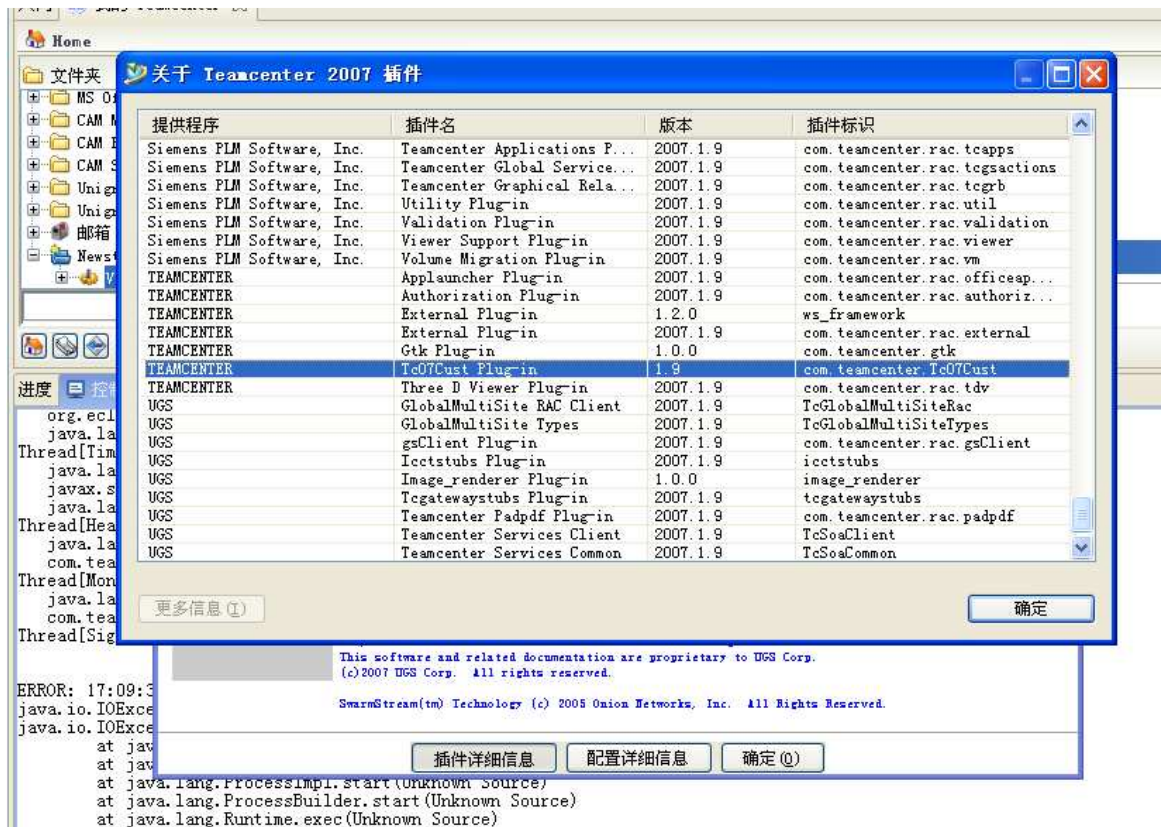 Home
文件夹
关于 Teamcenter 2007 插件
MS Of
CAM
CAM
CAM S
Unig
Unig
邮箱
Newst
提供程序 插件名 版本 插件标识
Siemens PLM Software, Inc. Teamcenter Applications P... 2007.1.9 com.teamcenter.rac.tcapps
Siemens PLM Software, Inc. Teamcenter Global Service... 2007.1.9 com.teamcenter.rac.tcgsactions
Siemens PLM Software, Inc. Teamcenter Graphical Rela... 2007.1.9 com.teamcenter.rac.tcgrb
Siemens PLM Software, Inc. Utility Plug-in 2007.1.9 com.teamcenter.rac.util
Siemens PLM Software, Inc. Validation Plug-in 2007.1.9 com.teamcenter.rac.validation
Siemens PLM Software, Inc. Viewer Support Plug-in 2007.1.9 com.teamcenter.rac.viewer
Siemens PLM Software, Inc. Volume Migration Plug-in 2007.1.9 com.teamcenter.rac.vm
TEAMCENTER Applauncher Plug-in 2007.1.9 com.teamcenter.rac.officeap...
TEAMCENTER Authorization Plug-in 2007.1.9 com.teamcenter.rac.authoriz...
TEAMCENTER External Plug-in 1.2.0 ws_framework
TEAMCENTER External Plug-in 2007.1.9 com.teamcenter.rac.external
TEAMCENTER Gtk Plug-in 1.0.0 com.teamcenter.gtk
TEAMCENTER Tc07Cust Plug-in 1.9 com.teamcenter.Tc07Cust
TEAMCENTER Three D Viewer Plug-in 2007.1.9 com.teamcenter.rac.tdv
UGS GlobalMultiSite RAC Client 2007.1.9 TcGlobalMultiSiteRac
UGS GlobalMultiSite Types 2007.1.9 TcGlobalMultiSiteTypes
UGS gsClient Plug-in 2007.1.9 com.teamcenter.rac.gsClient
UGS Icctstubs Plug-in 2007.1.9 icctstubs
UGS Image_renderer Plug-in 1.0.0 image_renderer
UGS Tcgatewaystubs Plug-in 2007.1.9 tcgatewaystubs
UGS Teamcenter Padpdf Plug-in 2007.1.9 com.teamcenter.rac.padpdf
UGS Teamcenter Services Client 2007.1.9 TcSoaClient
UGS Teamcenter Services Common 2007.1.9 TcSoaCommon
更多信息(I) 确定
进度
org.ecl
java.la
Thread[Tim
java.la
javax.s
java.la
Thread[Hea
java.la
com.tea
Thread[Mon
java.la
com.tea
Thread[Sig
This software and related documentation are proprietary to UGS Corp.
(c)2007 UGS Corp. All rights reserved.
SwarmStream(tm) Technology (c) 2005 Onion Networks, Inc. All Rights Reserved.
插件详细信息 配置详细信息 确定(O)
ERROR: 17:09:3
java.io.IOExce
java.io.IOExce
at jav
at jav
at java.lang.ProcessImpl.start(Unknown Source)
at java.lang.ProcessBuilder.start(Unknown Source)
at java.lang.Runtime.exec(Unknown Source)